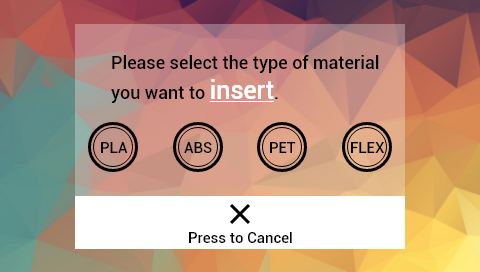 Please select the type of material
you want to insert.
PLA ABS PET FLEX
Press to Cancel